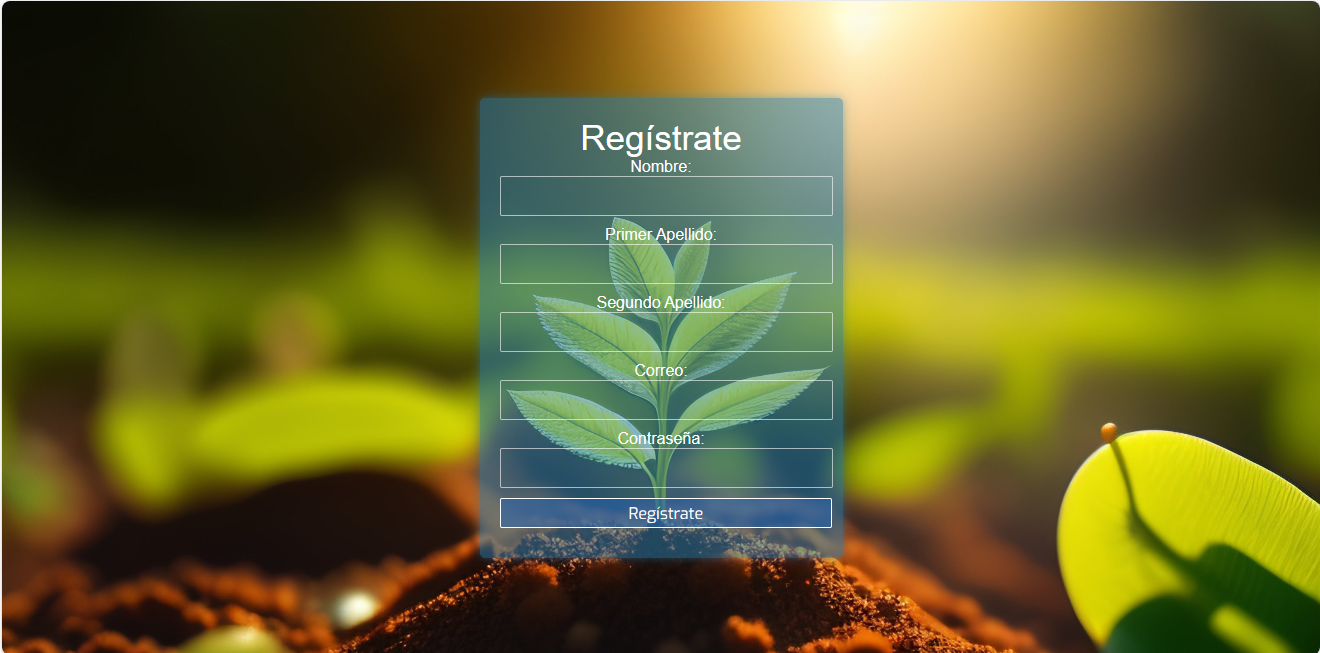 Regístrate
Nombre:
Primer Apellido:
Segundo Apellido:
Correo:
Contraseña:
Regístrate